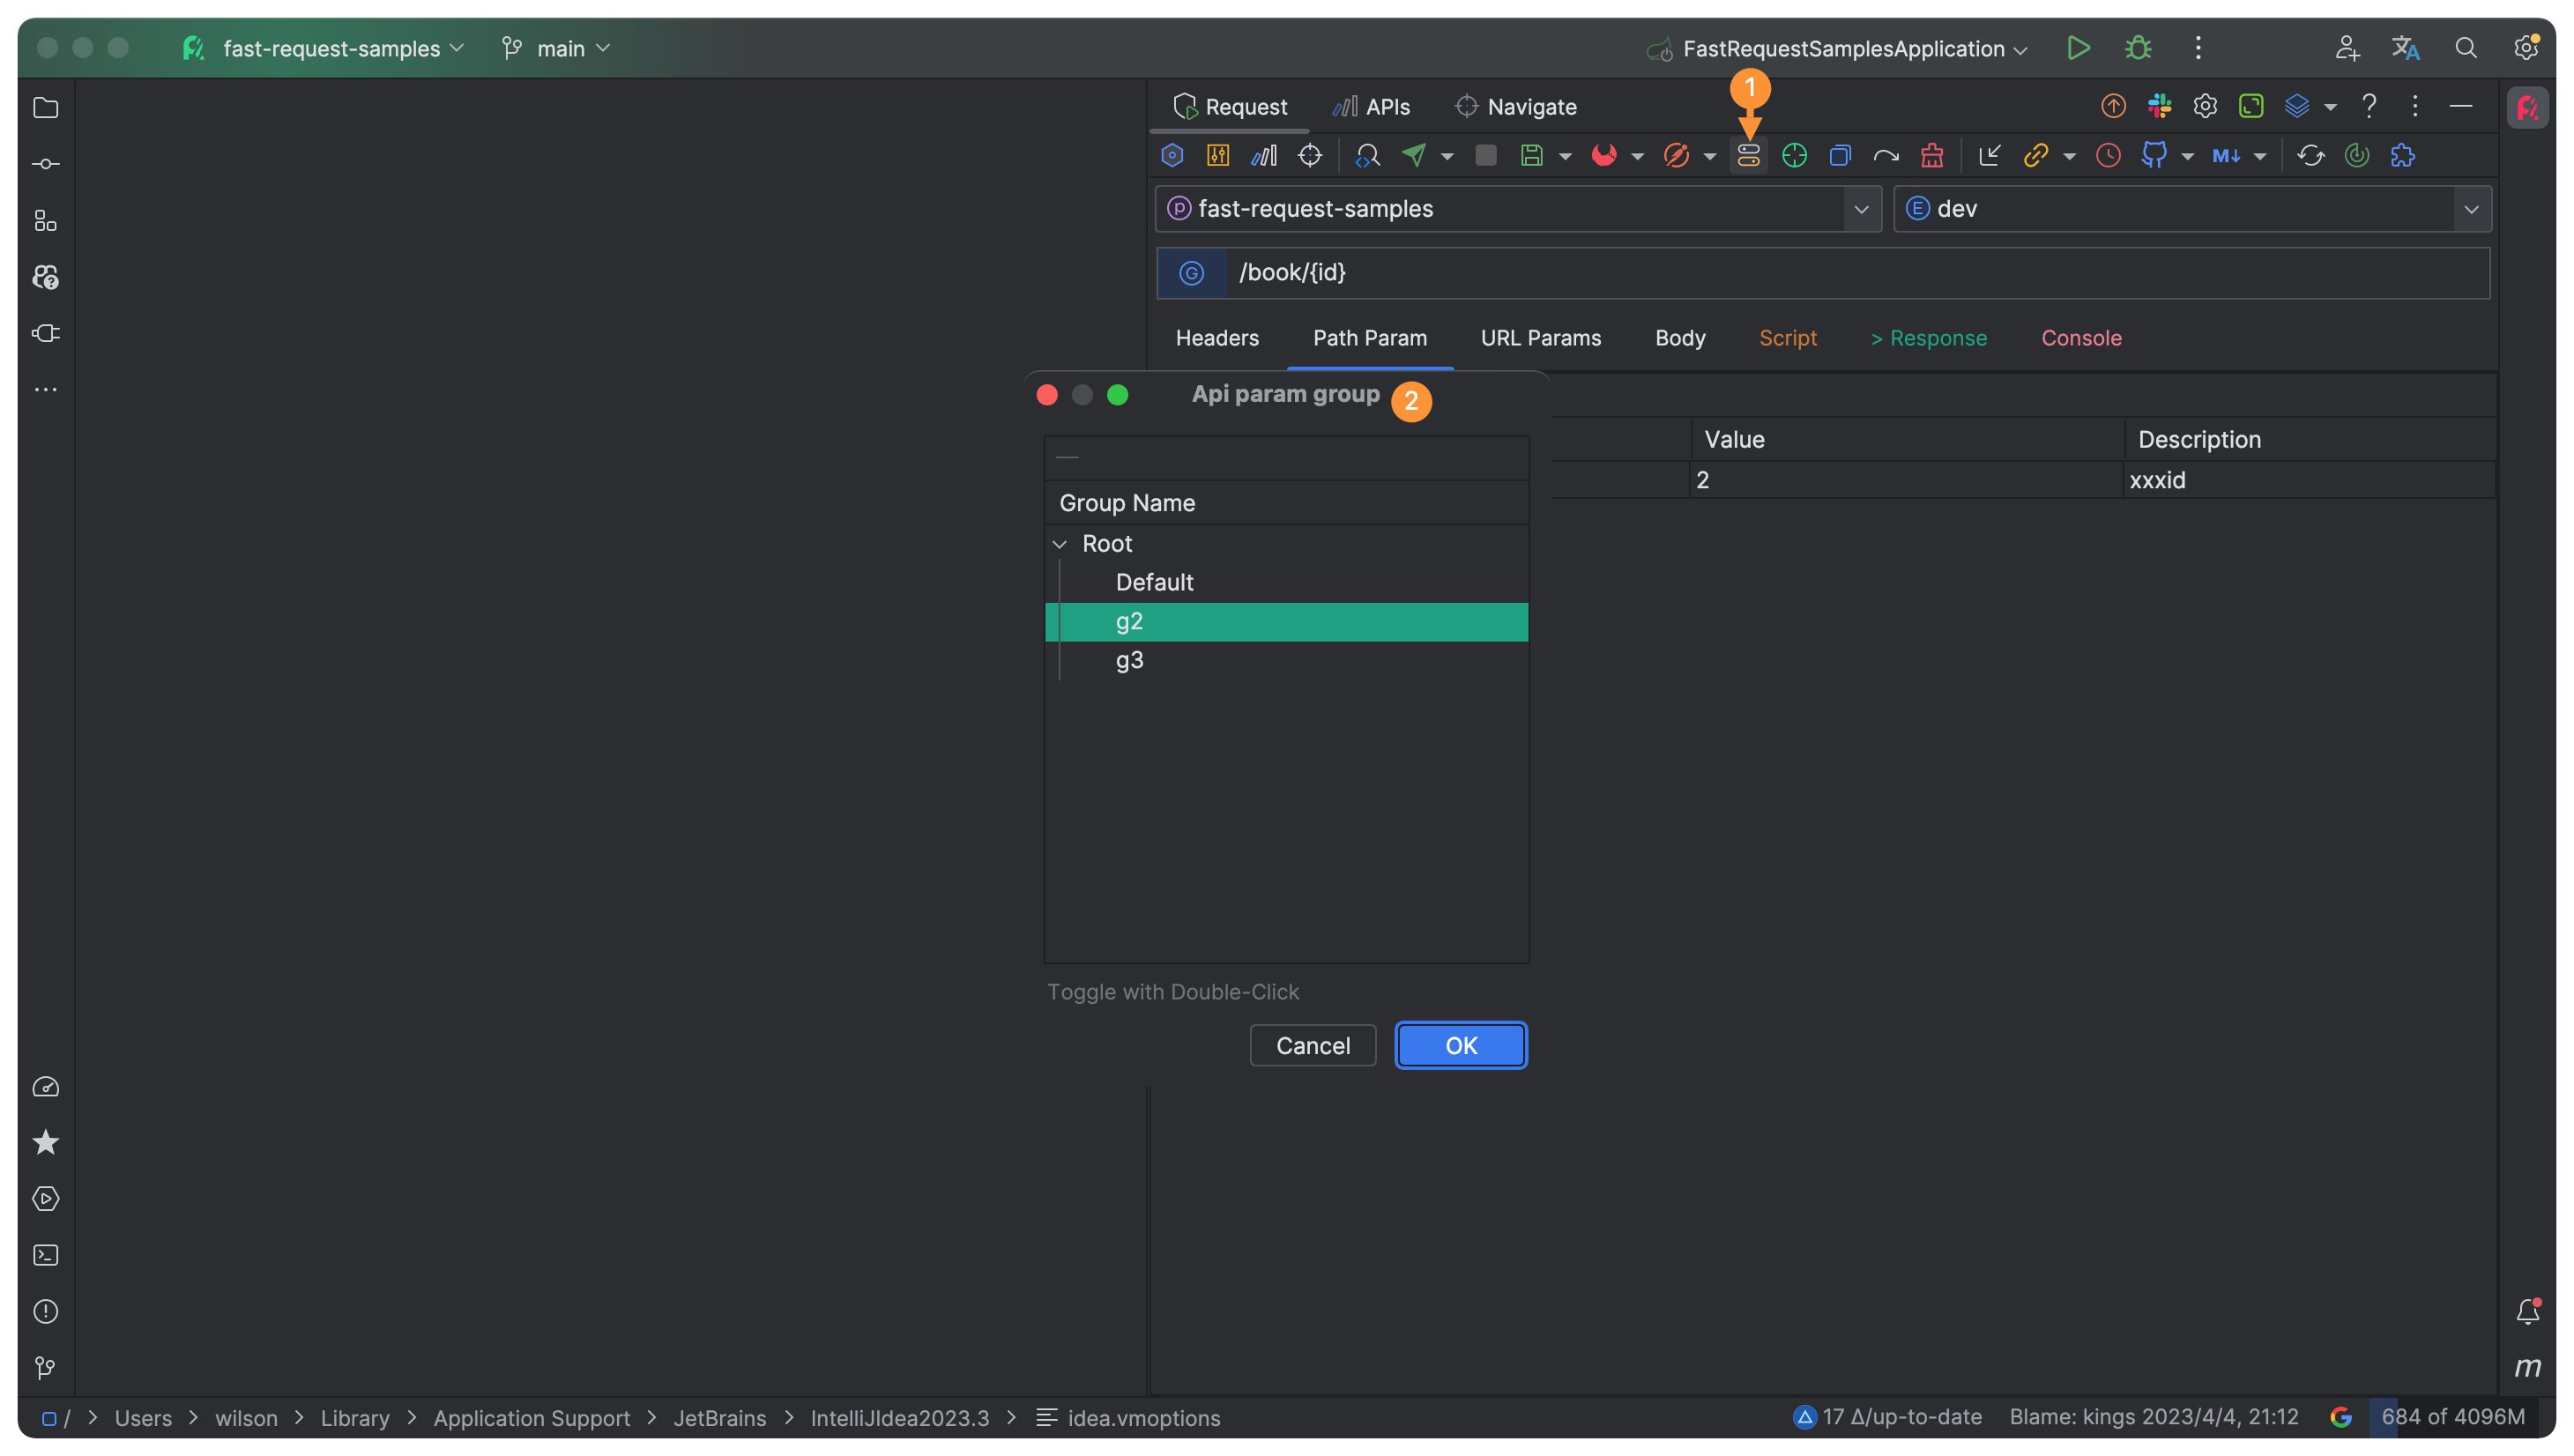 fast-request-samples main FastRequestSamplesApplication
1
Request APIs Navigate
M↓
P fast-request-samples E dev
G /book/{id}
Headers Path Param URL Params Body Script > Response Console
Api param group 2
Value Description
2 xxxid
Group Name
Root
Default
g2
g3
Toggle with Double-Click
Cancel OK
m
/ > Users > wilson > Library > Application Support > JetBrains > IntelliJIdea2023.3 > idea.vmoptions 17 Δ/up-to-date Blame: kings 2023/4/4, 21:12 684 of 4096M